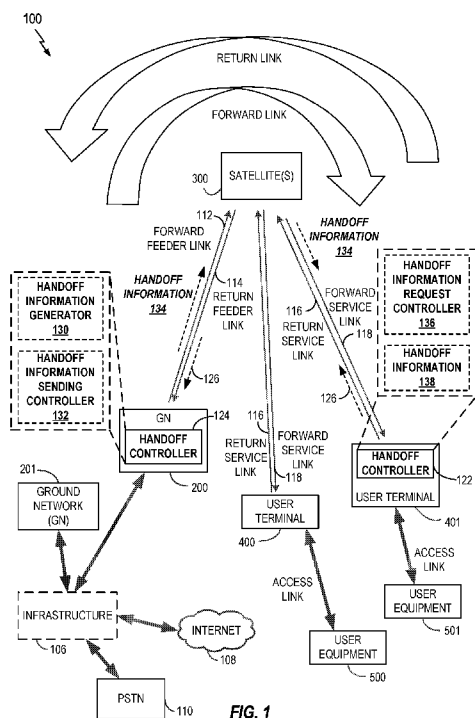 100
RETURN LINK
FORWARD LINK
300
SATELLITE(S)
112
FORWARD
FEEDER LINK
HANDOFF
INFORMATION
134
114
RETURN
FEEDER
LINK
126
HANDOFF
INFORMATION
134
116
FORWARD
SERVICE
LINK
118
RETURN
SERVICE
LINK
126
HANDOFF
INFORMATION
GENERATOR
130
HANDOFF
INFORMATION
SENDING
CONTROLLER
132
HANDOFF
INFORMATION
REQUEST
CONTROLLER
136
HANDOFF
INFORMATION
138
GN
124
HANDOFF
CONTROLLER
200
116
RETURN
SERVICE LINK
FORWARD
SERVICE LINK
118
HANDOFF
CONTROLLER
122
USER TERMINAL
401
201
GROUND
NETWORK
(GN)
USER
TERMINAL
400
ACCESS
LINK
ACCESS
LINK
USER
EQUIPMENT
501
INFRASTRUCTURE
106
INTERNET
108
USER
EQUIPMENT
500
PSTN
110
FIG. 1